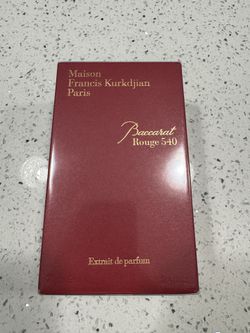 Maison
Francis Kurkdjian
Paris
Baccarat
Rouge 540
Extrait de parfum